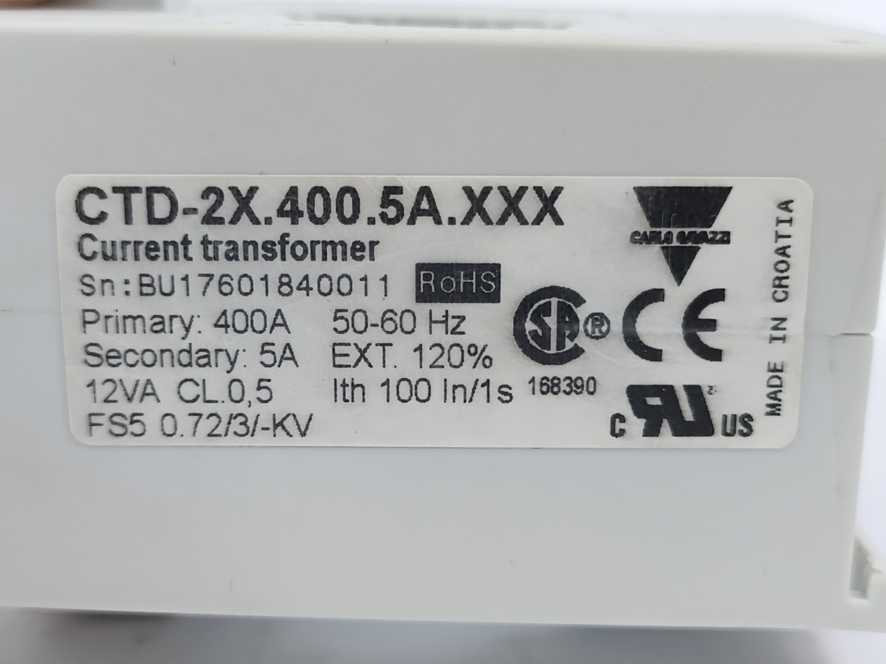 CTD-2X.400.5A.XXX
Current transformer
Sn:BU17601840011 RoHS
Primary: 400A 50-60 Hz
Secondary: 5A EXT. 120%
12VA CL.0,5 Ith 100 In/1s
FS5 0.72/3/-KV
CARLO GAVAZZI
SA ®
168390
CE
C RU US
MADE IN CROATIA